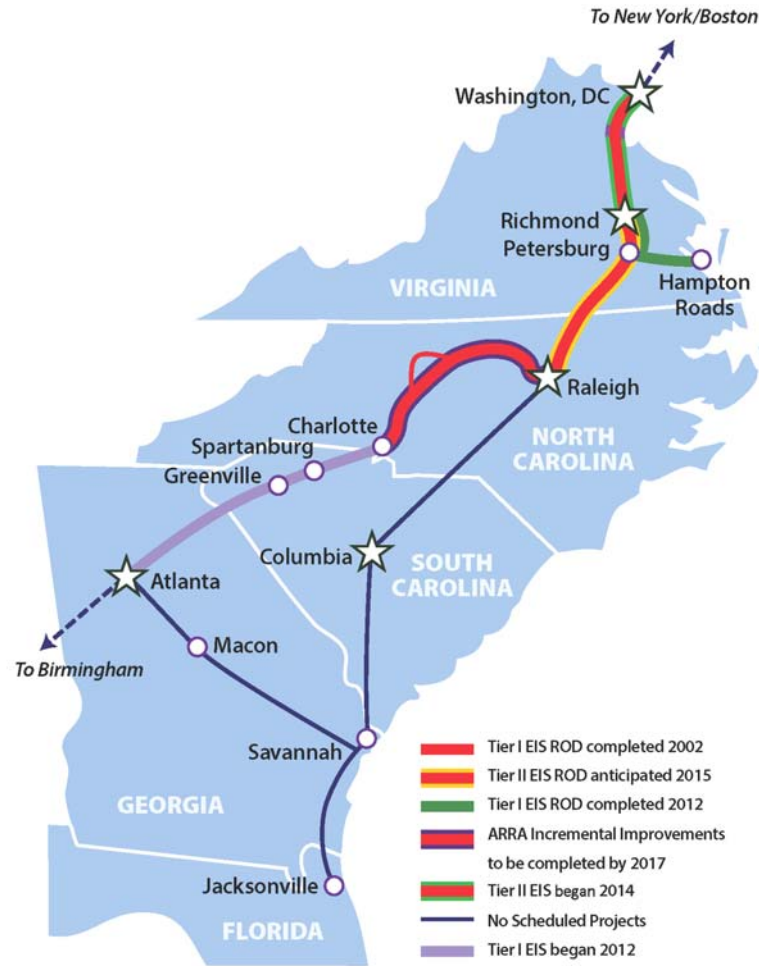 To New York/Boston
Washington, DC
Richmond
Petersburg
Hampton
Roads
VIRGINIA
Raleigh
Charlotte
NORTH
CAROLINA
Spartanburg
Greenville
Columbia
SOUTH
CAROLINA
Atlanta
Macon
To Birmingham
Savannah
GEORGIA
Jacksonville
FLORIDA
Tier I EIS ROD completed 2002
Tier II EIS ROD anticipated 2015
Tier I EIS ROD completed 2012
ARRA Incremental Improvements
to be completed by 2017
Tier II EIS began 2014
No Scheduled Projects
Tier I EIS began 2012